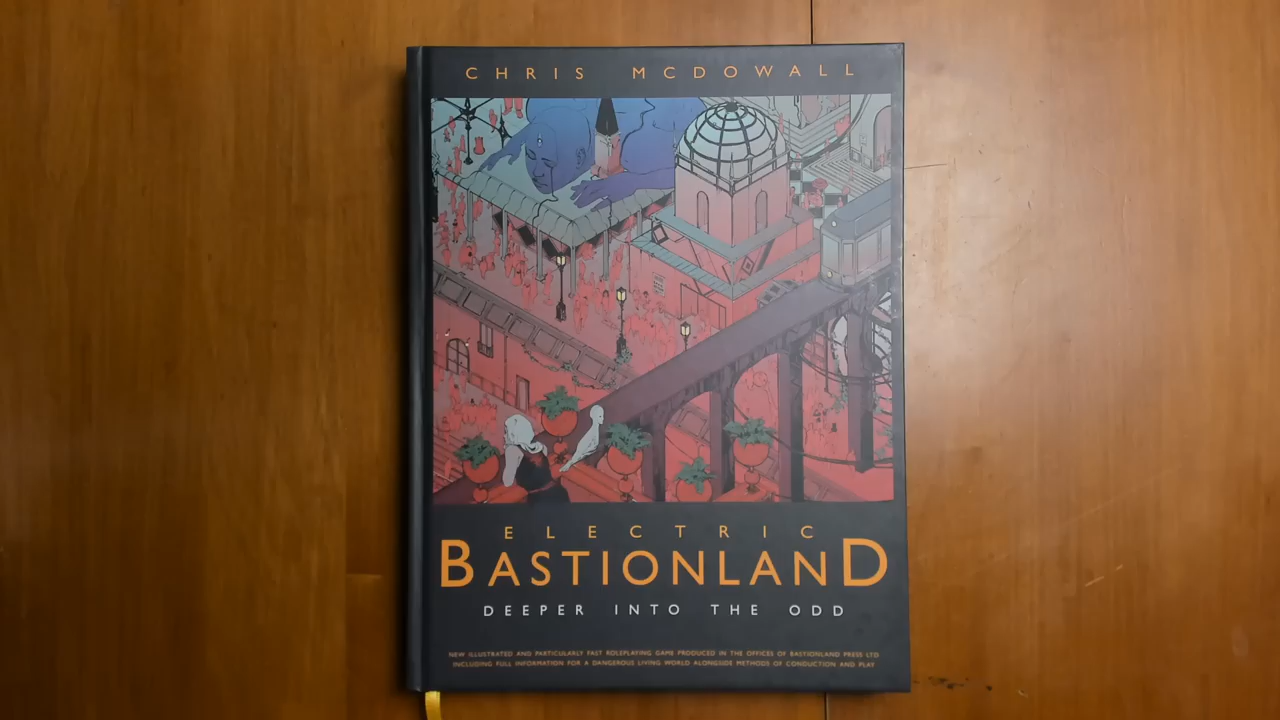 CHRIS MCDOWALL
ELECTRIC
BASTIONLAND
DEEPER INTO THE ODD
NEW ILLUSTRATED AND PARTICULARLY FAST ROLEPLAYING GAME PRODUCED IN THE OFFICES OF BASTIONLAND PRESS LTD
INCLUDING FULL INFORMATION FOR A DANGEROUS LIVING WORLD ALONGSIDE METHODS OF CONDUCTION AND PLAY